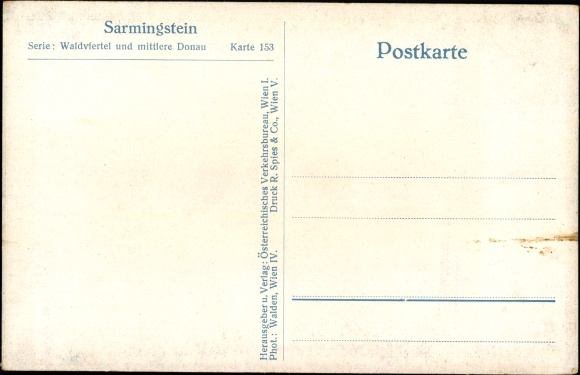 Sarmingstein
Serie: Waldviertel und mittlere Donau Karte 153
Postkarte
Herausgeber u. Verlag: Österreichisches Verkehrsbureau, Wien I.
Phot.: Walden, Wien IV. Druck R. Spies & Co., Wien V.